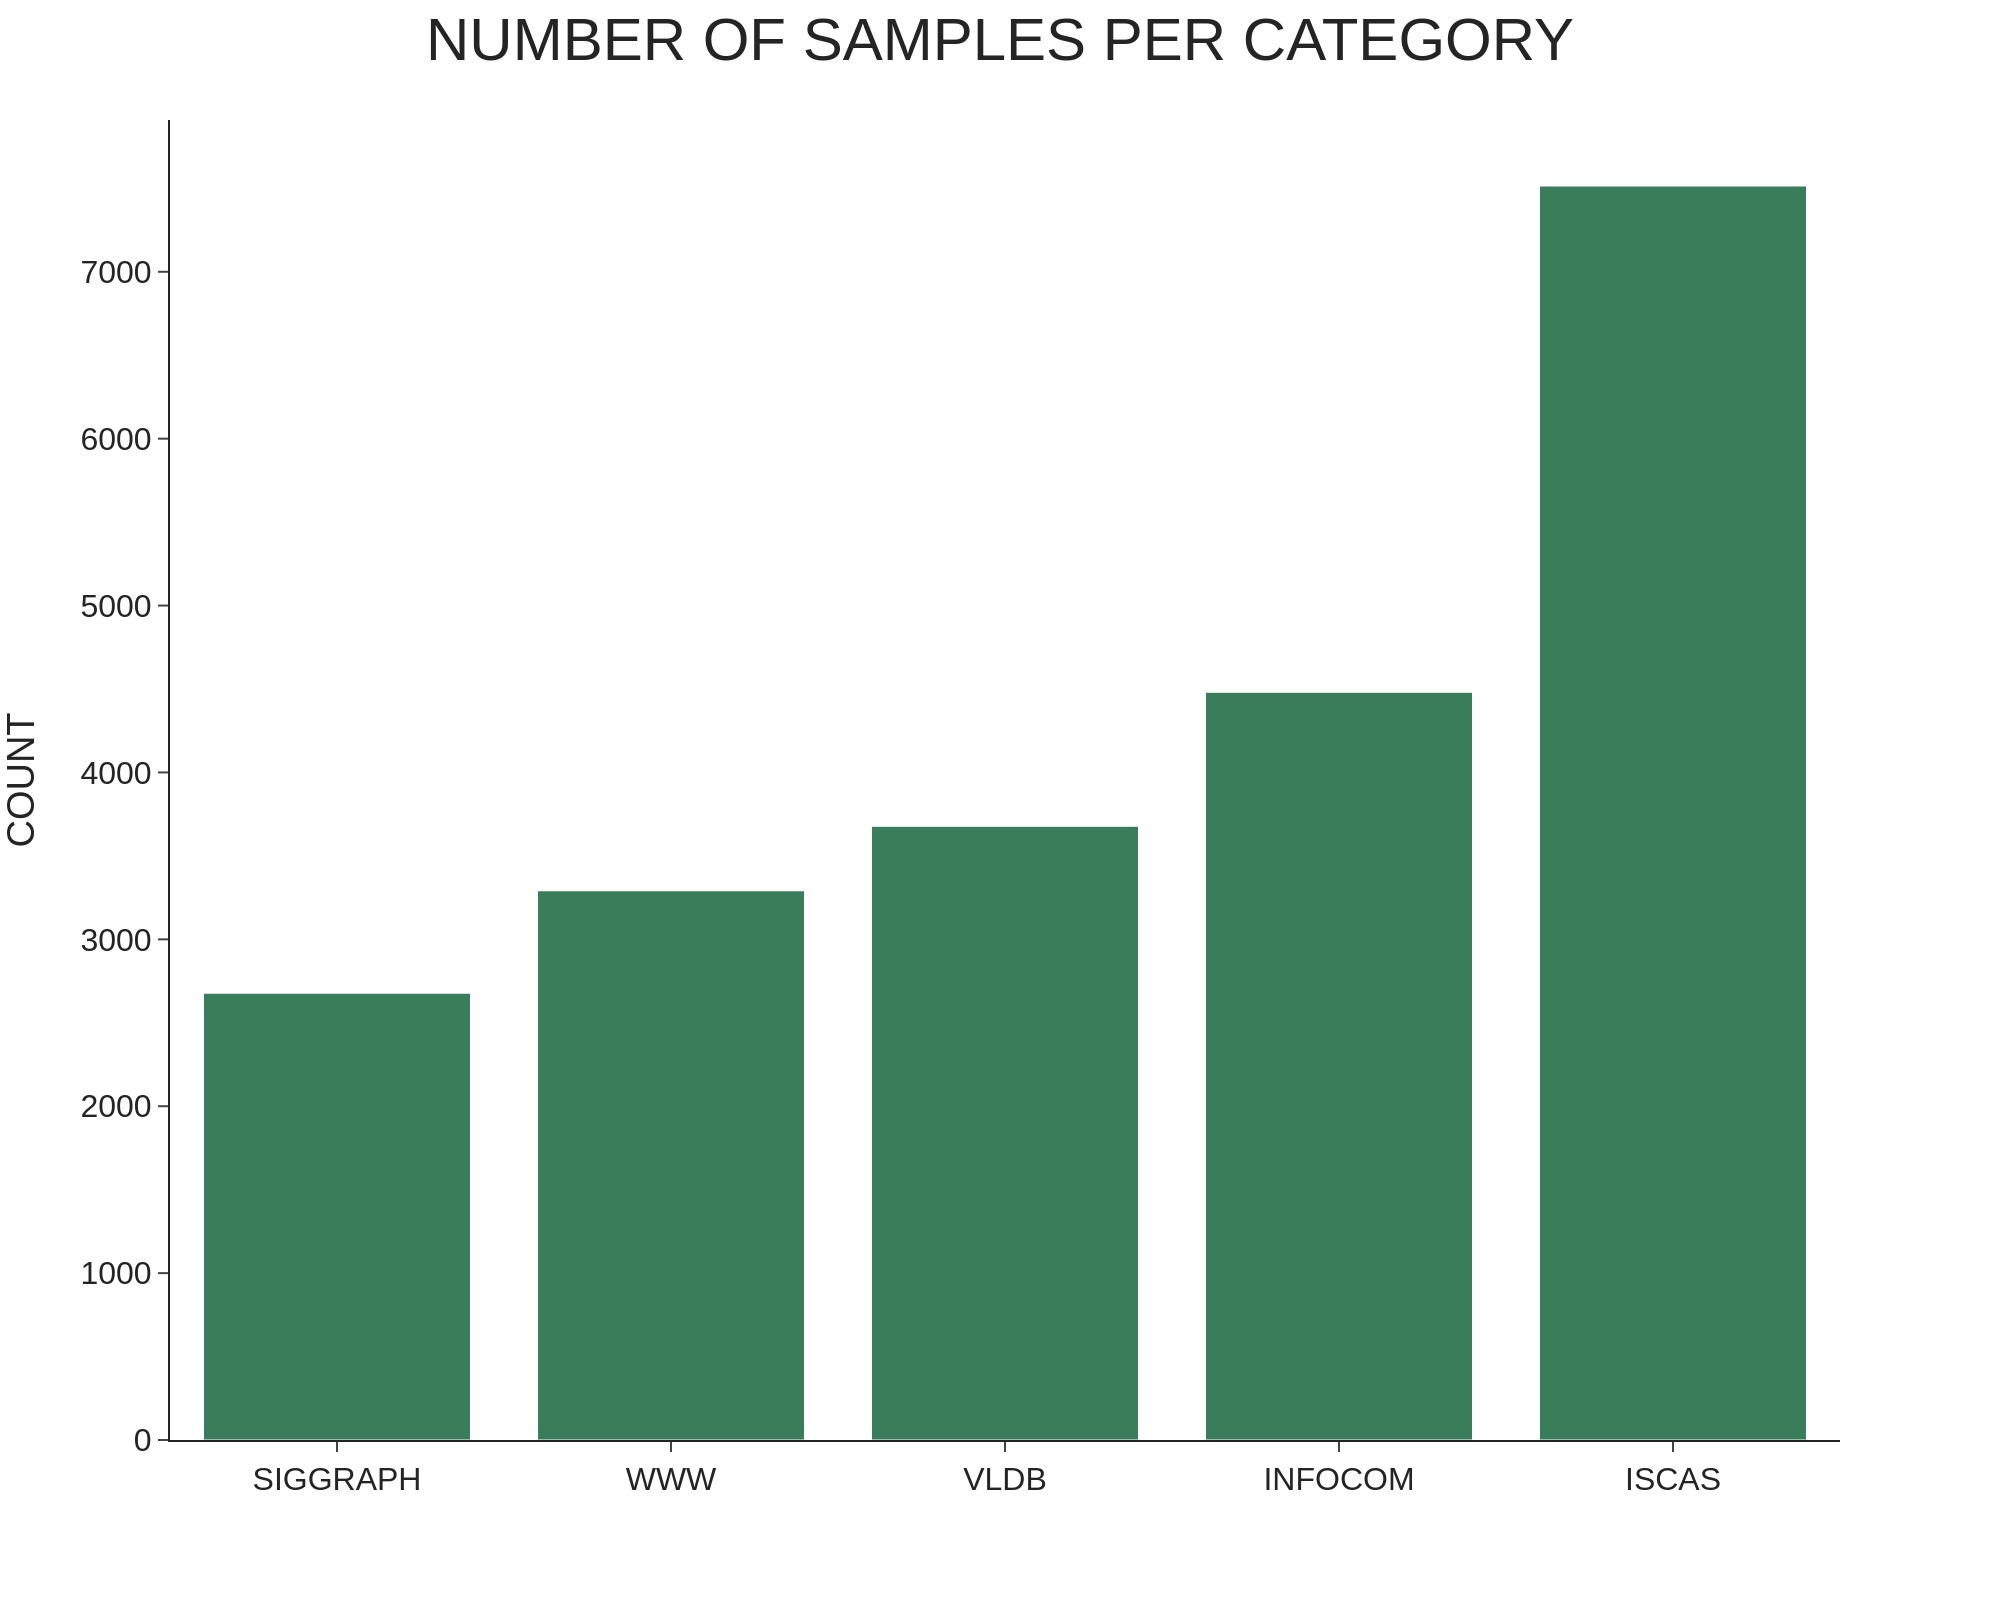 NUMBER OF SAMPLES PER CATEGORY
COUNT
7000
6000
5000
4000
3000
2000
1000
0
SIGGRAPH WWW VLDB INFOCOM ISCAS